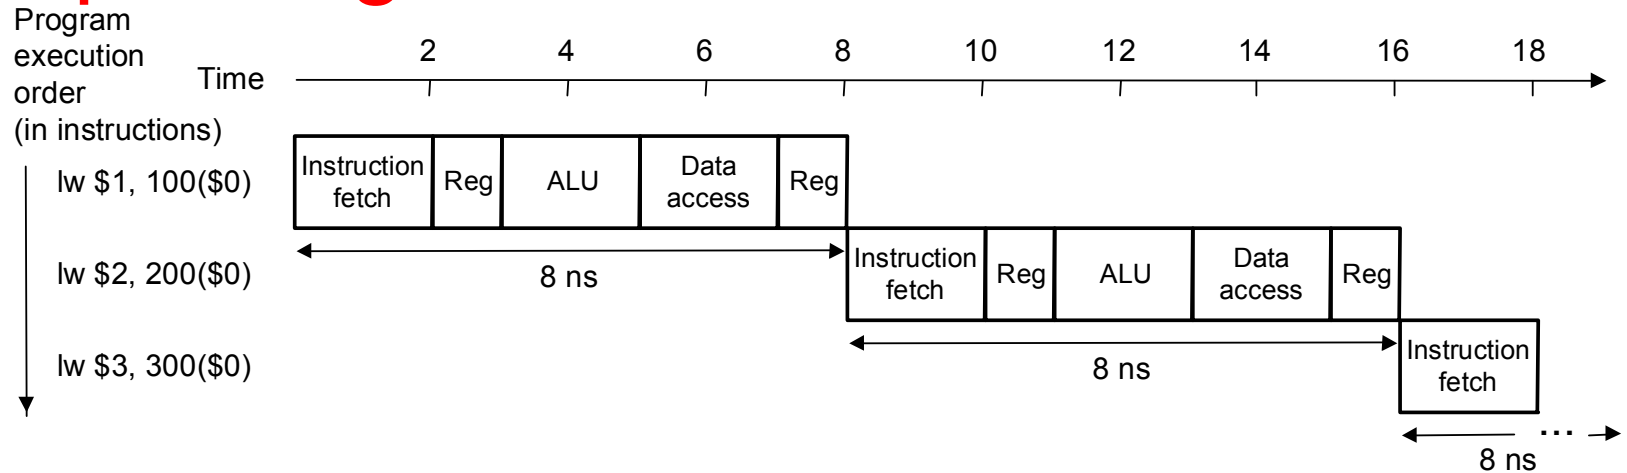 Program
execution
order
(in instructions)
Time
2 4 6 8 10 12 14 16 18
lw $1, 100($0)
Instruction
fetch
Reg
ALU
Data
access
Reg
8 ns
lw $2, 200($0)
Instruction
fetch
Reg
ALU
Data
access
Reg
8 ns
lw $3, 300($0)
Instruction
fetch
...
8 ns